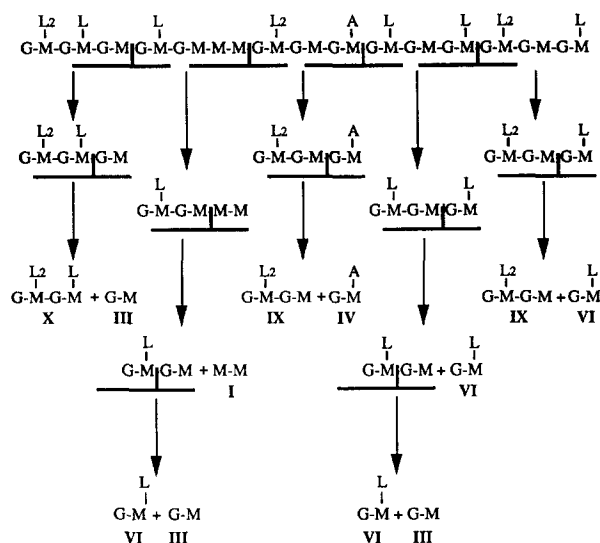 L2 L L L2 A L L L2 L
G-M-G-M-G-M-G-M-G-M-M-M-G-M-G-M-G-M-G-M-G-M-G-M-G-M-G-M-G-M
L2 L L2 A L2 L
G-M-G-M-G-M G-M-G-M-G-M G-M-G-M-G-M
L L L
G-M-G-M-M-M G-M-G-M-G-M
L2 L L2 A L2 L
G-M-G-M + G-M G-M-G-M + G-M G-M-G-M + G-M
X III IX IV IX VI
L L L
G-M-G-M + M-M G-M-G-M + G-M
I VI
L L
G-M + G-M G-M + G-M
VI III VI III